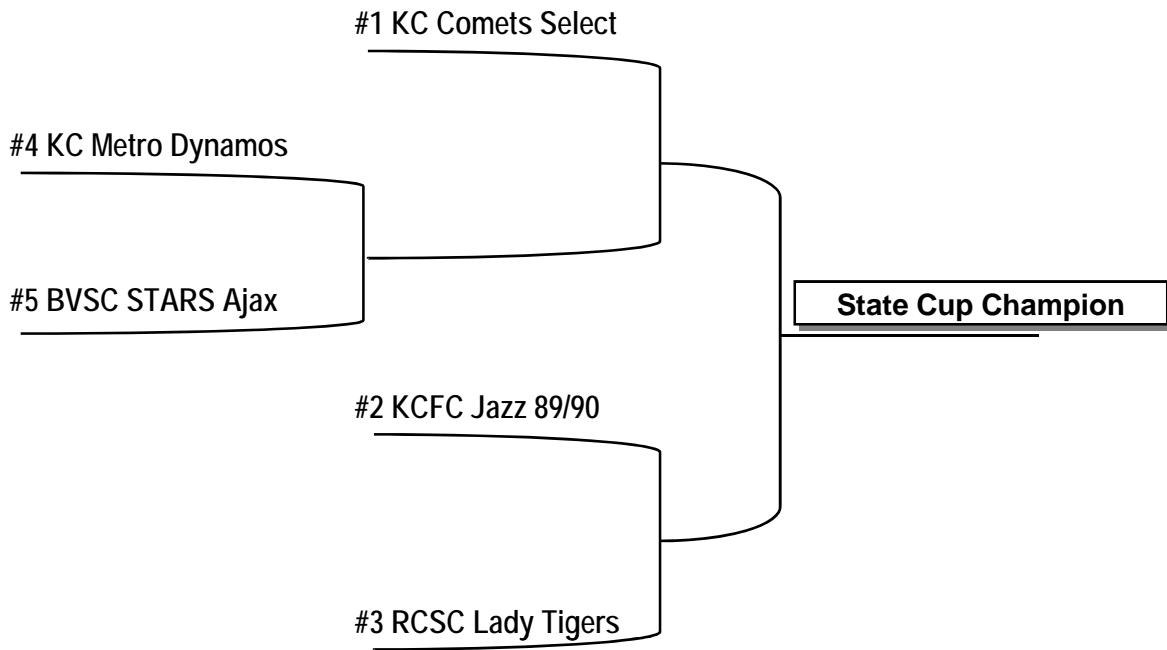 #1 KC Comets Select
#4 KC Metro Dynamos
#5 BVSC STARS Ajax
State Cup Champion
#2 KCFC Jazz 89/90
#3 RCSC Lady Tigers